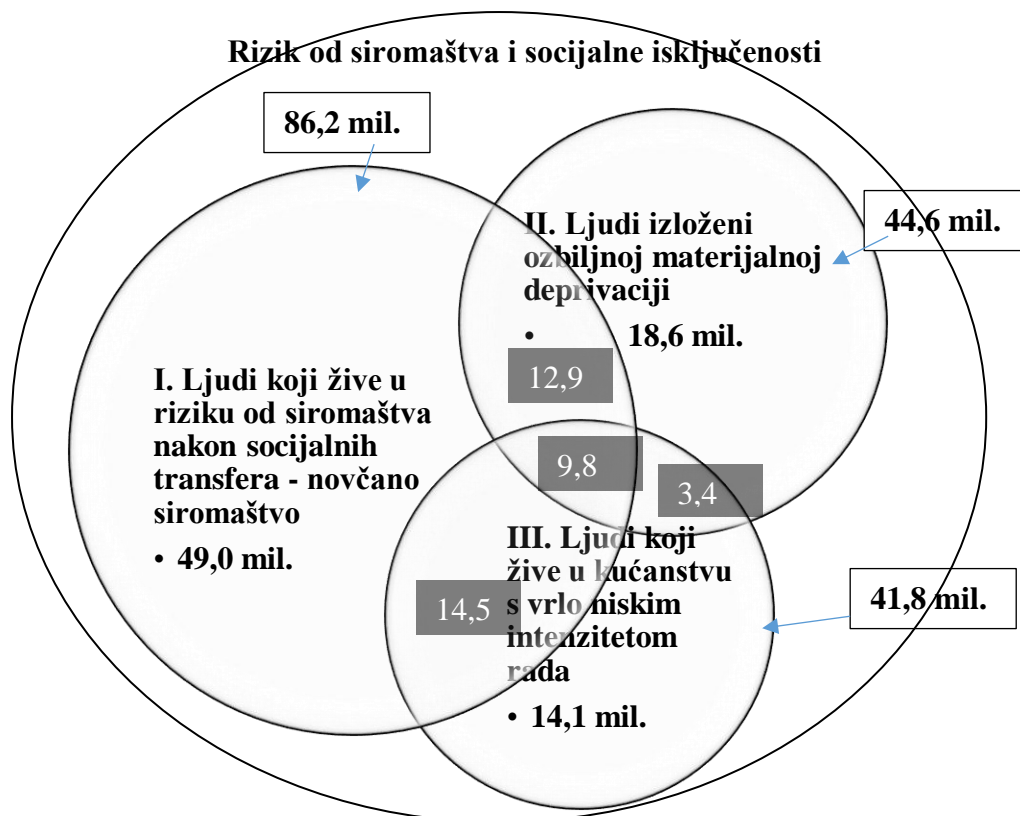 Rizik od siromaštva i socijalne isključenosti
86,2 mil.
44,6 mil.
II. Ljudi izloženi
ozbiljnoj materijalnoj
deprivaciji
• 18,6 mil.
12,9
I. Ljudi koji žive u
riziku od siromaštva
nakon socijalnih
transfera - novčano
siromaštvo
• 49,0 mil.
9,8
3,4
III. Ljudi koji
žive u kućanstvu
s vrlo niskim
intenzitetom
rada
• 14,1 mil.
14,5
41,8 mil.